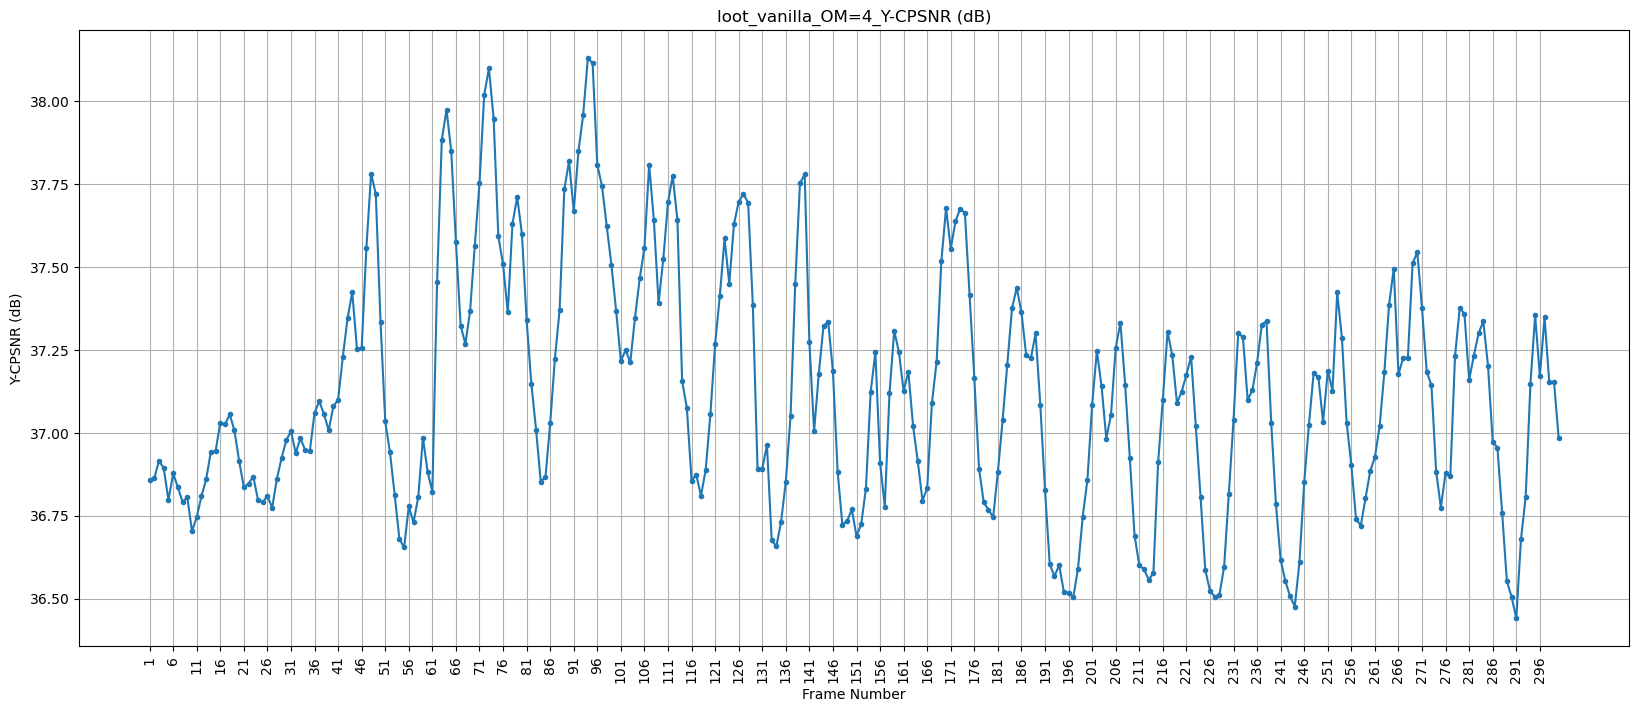 loot_vanilla_OM=4_Y-CPSNR (dB)
Y-CPSNR (dB)
38.00
37.75
37.50
37.25
37.00
36.75
36.50
1 6 11 16 21 26 31 36 41 46 51 56 61 66 71 76 81 86 91 96 101 106 111 116 121 126 131 136 141 146 151 156 161 166 171 176 181 186 191 196 201 206 211 216 221 226 231 236 241 246 251 256 261 266 271 276 281 286 291 296
Frame Number